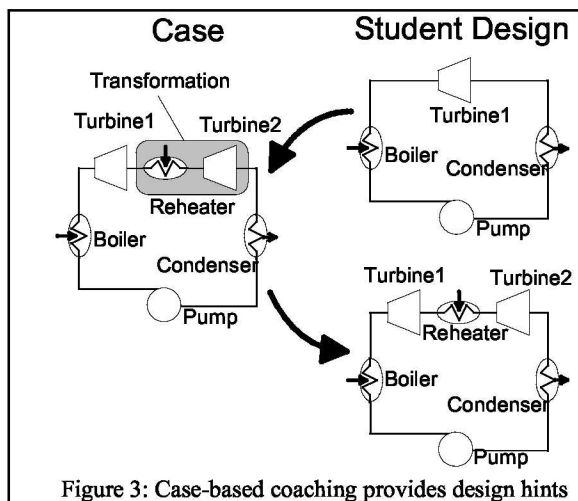 Case
Transformation
Turbine1
Turbine2
Reheater
Boiler
Condenser
Pump
Student Design
Turbine1
Boiler
Condenser
Pump
Turbine1
Turbine2
Reheater
Boiler
Condenser
Pump
Figure 3: Case-based coaching provides design hints